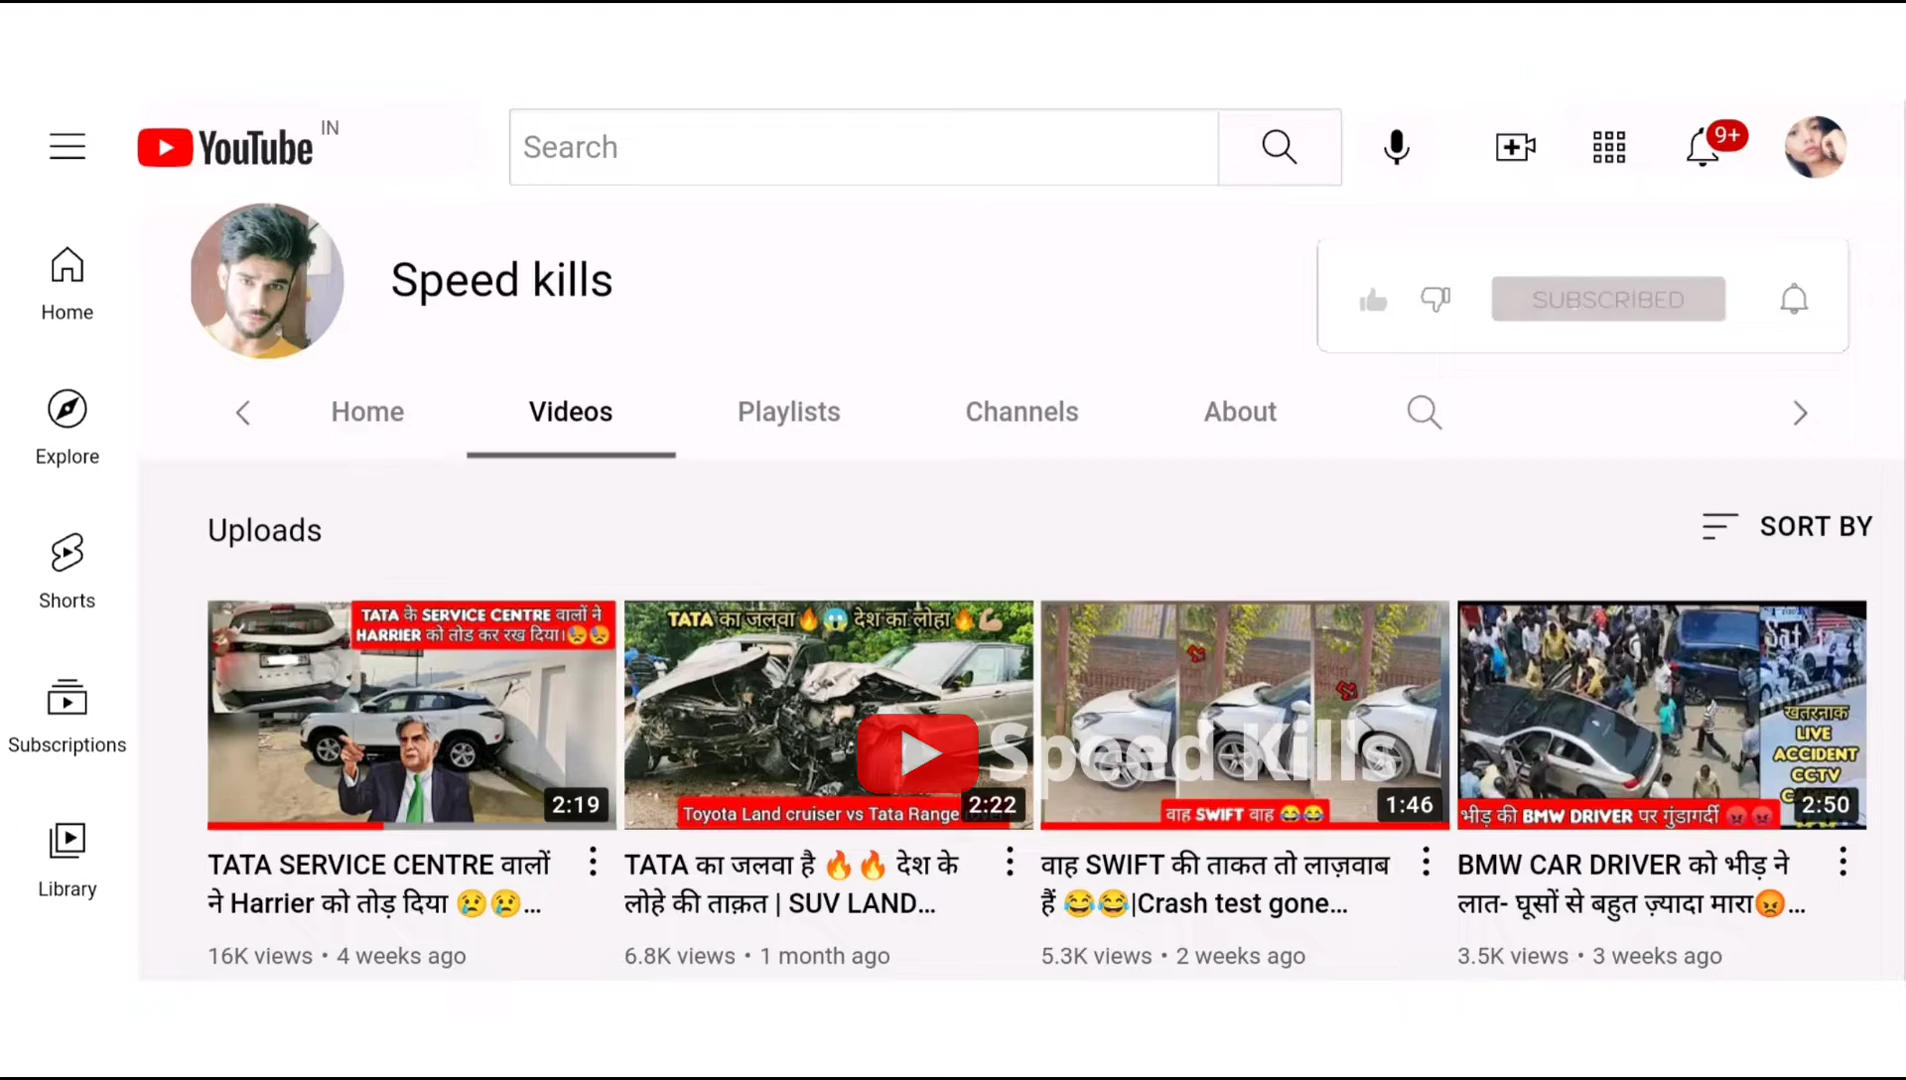 YouTube IN
Search
9+
Home
Explore
Shorts
Subscriptions
Library
Speed kills
SUBSCRIBED
Home Videos Playlists Channels About
Uploads
SORT BY
TATA के SERVICE CENTRE वालों ने
HARRIER को तोड कर रख दिया।😓😓
2:19
TATA का जलवा🔥😱 देश का लोहा🔥💪🏼
Toyota Land cruiser vs Tata Range
2:22
Speed Kills
वाह SWIFT वाह 😂😂
1:46
खतरनाक
LIVE
ACCIDENT
CCTV
भीड़ की BMW DRIVER पर गुंडागर्दी 😡😡
2:50
TATA SERVICE CENTRE वालों
ने Harrier को तोड़ दिया 😢😢...
16K views • 4 weeks ago
TATA का जलवा है 🔥🔥 देश के
लोहे की ताक़त | SUV LAND...
6.8K views • 1 month ago
वाह SWIFT की ताकत तो लाज़वाब
हैं 😂😂|Crash test gone...
5.3K views • 2 weeks ago
BMW CAR DRIVER को भीड़ ने
लात- घूसों से बहुत ज़्यादा मारा😡...
3.5K views • 3 weeks ago